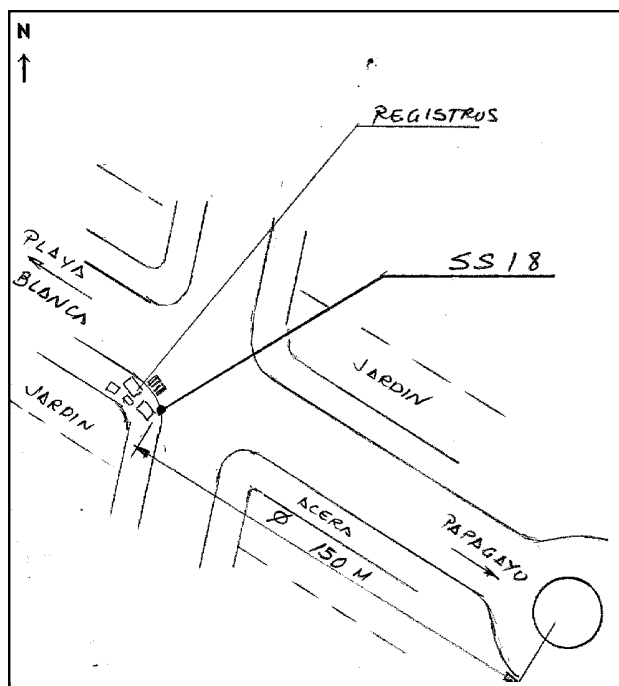 N
REGISTROS
SS18
PLAYA
BLANCA
JARDIN
JARDIN
ACERA
Ø 150 M
PAPAGAYO